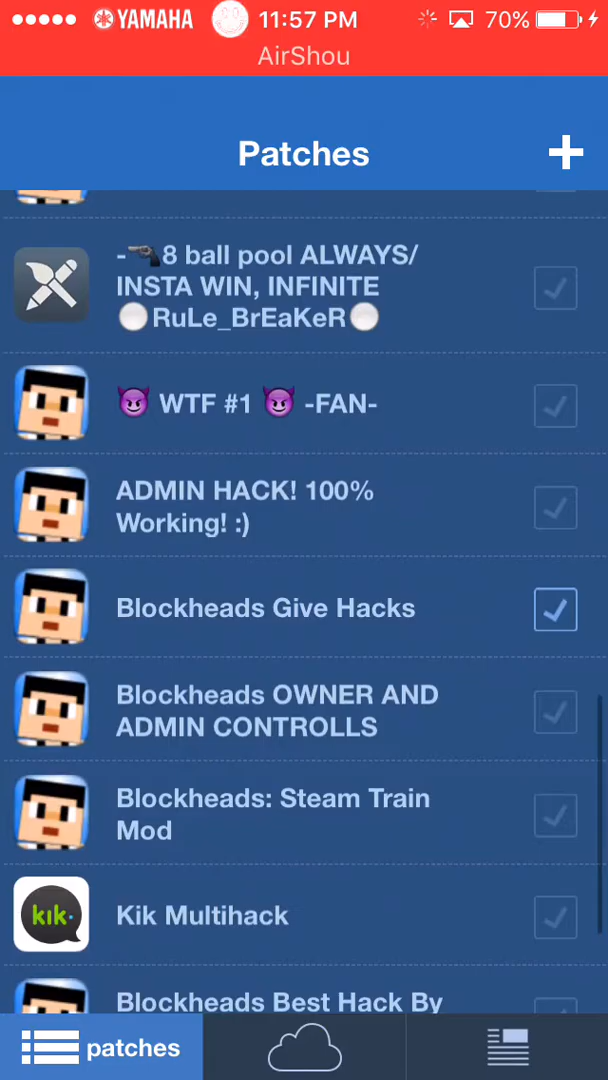 YAMAHA 11:57 PM 70%
AirShou
Patches
-🔫8 ball pool ALWAYS/
INSTA WIN, INFINITE
⚪RuLe_BrEaKeR⚪
😈 WTF #1 😈 -FAN-
ADMIN HACK! 100%
Working! :)
Blockheads Give Hacks
Blockheads OWNER AND
ADMIN CONTROLLS
Blockheads: Steam Train
Mod
kik
Kik Multihack
Blockheads Best Hack By
patches